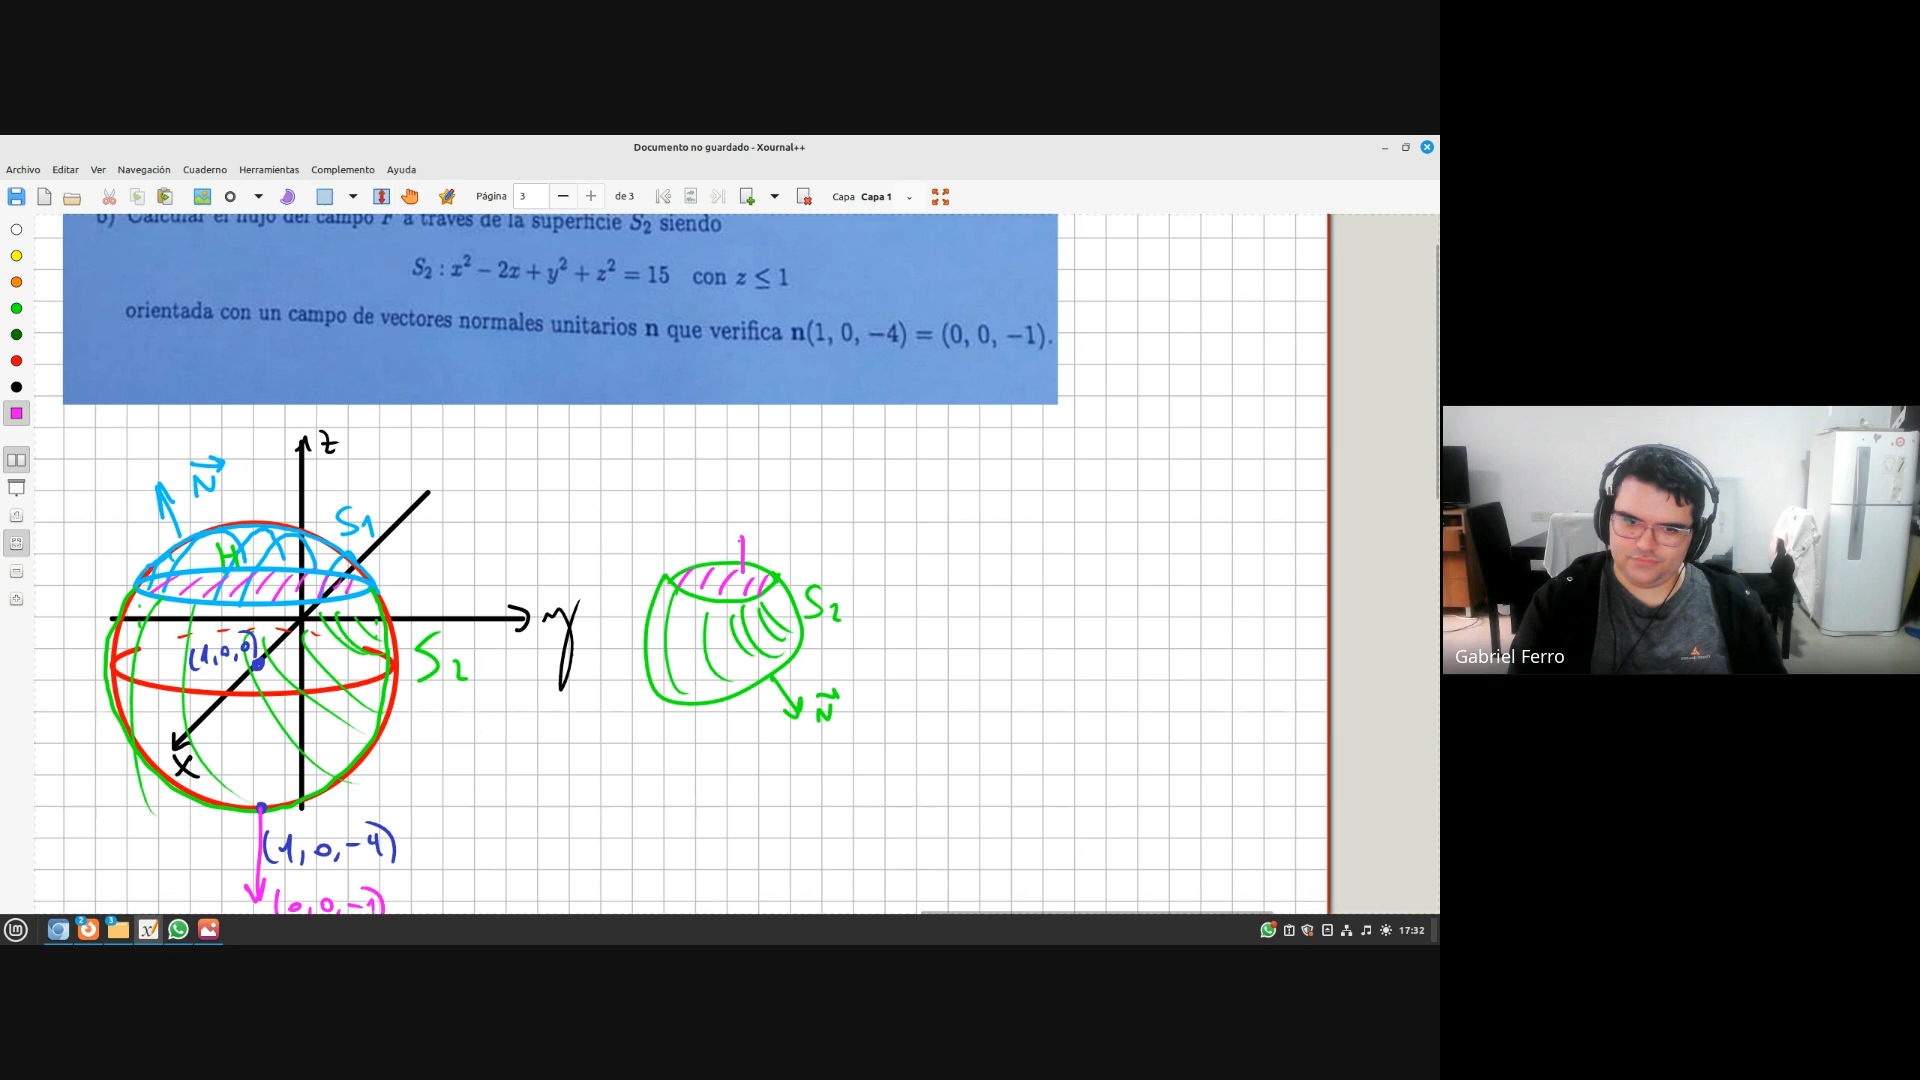 Documento no guardado - Xournal++
Archivo Editar Ver Navegación Cuaderno Herramientas Complemento Ayuda
Página 3 de 3 Capa Capa 1
b) Calcular el flujo del campo F a través de la superficie S₂ siendo
S₂ : x² − 2x + y² + z² = 15 con z ≤ 1
orientada con un campo de vectores normales unitarios n que verifica n(1, 0, −4) = (0, 0, −1).
z
N⃗
S1
H
y
(1,0,0)
S2
x
(1,0,-4)
(0,0,-1)
S2
N⃗
Gabriel Ferro
2
3
17:32